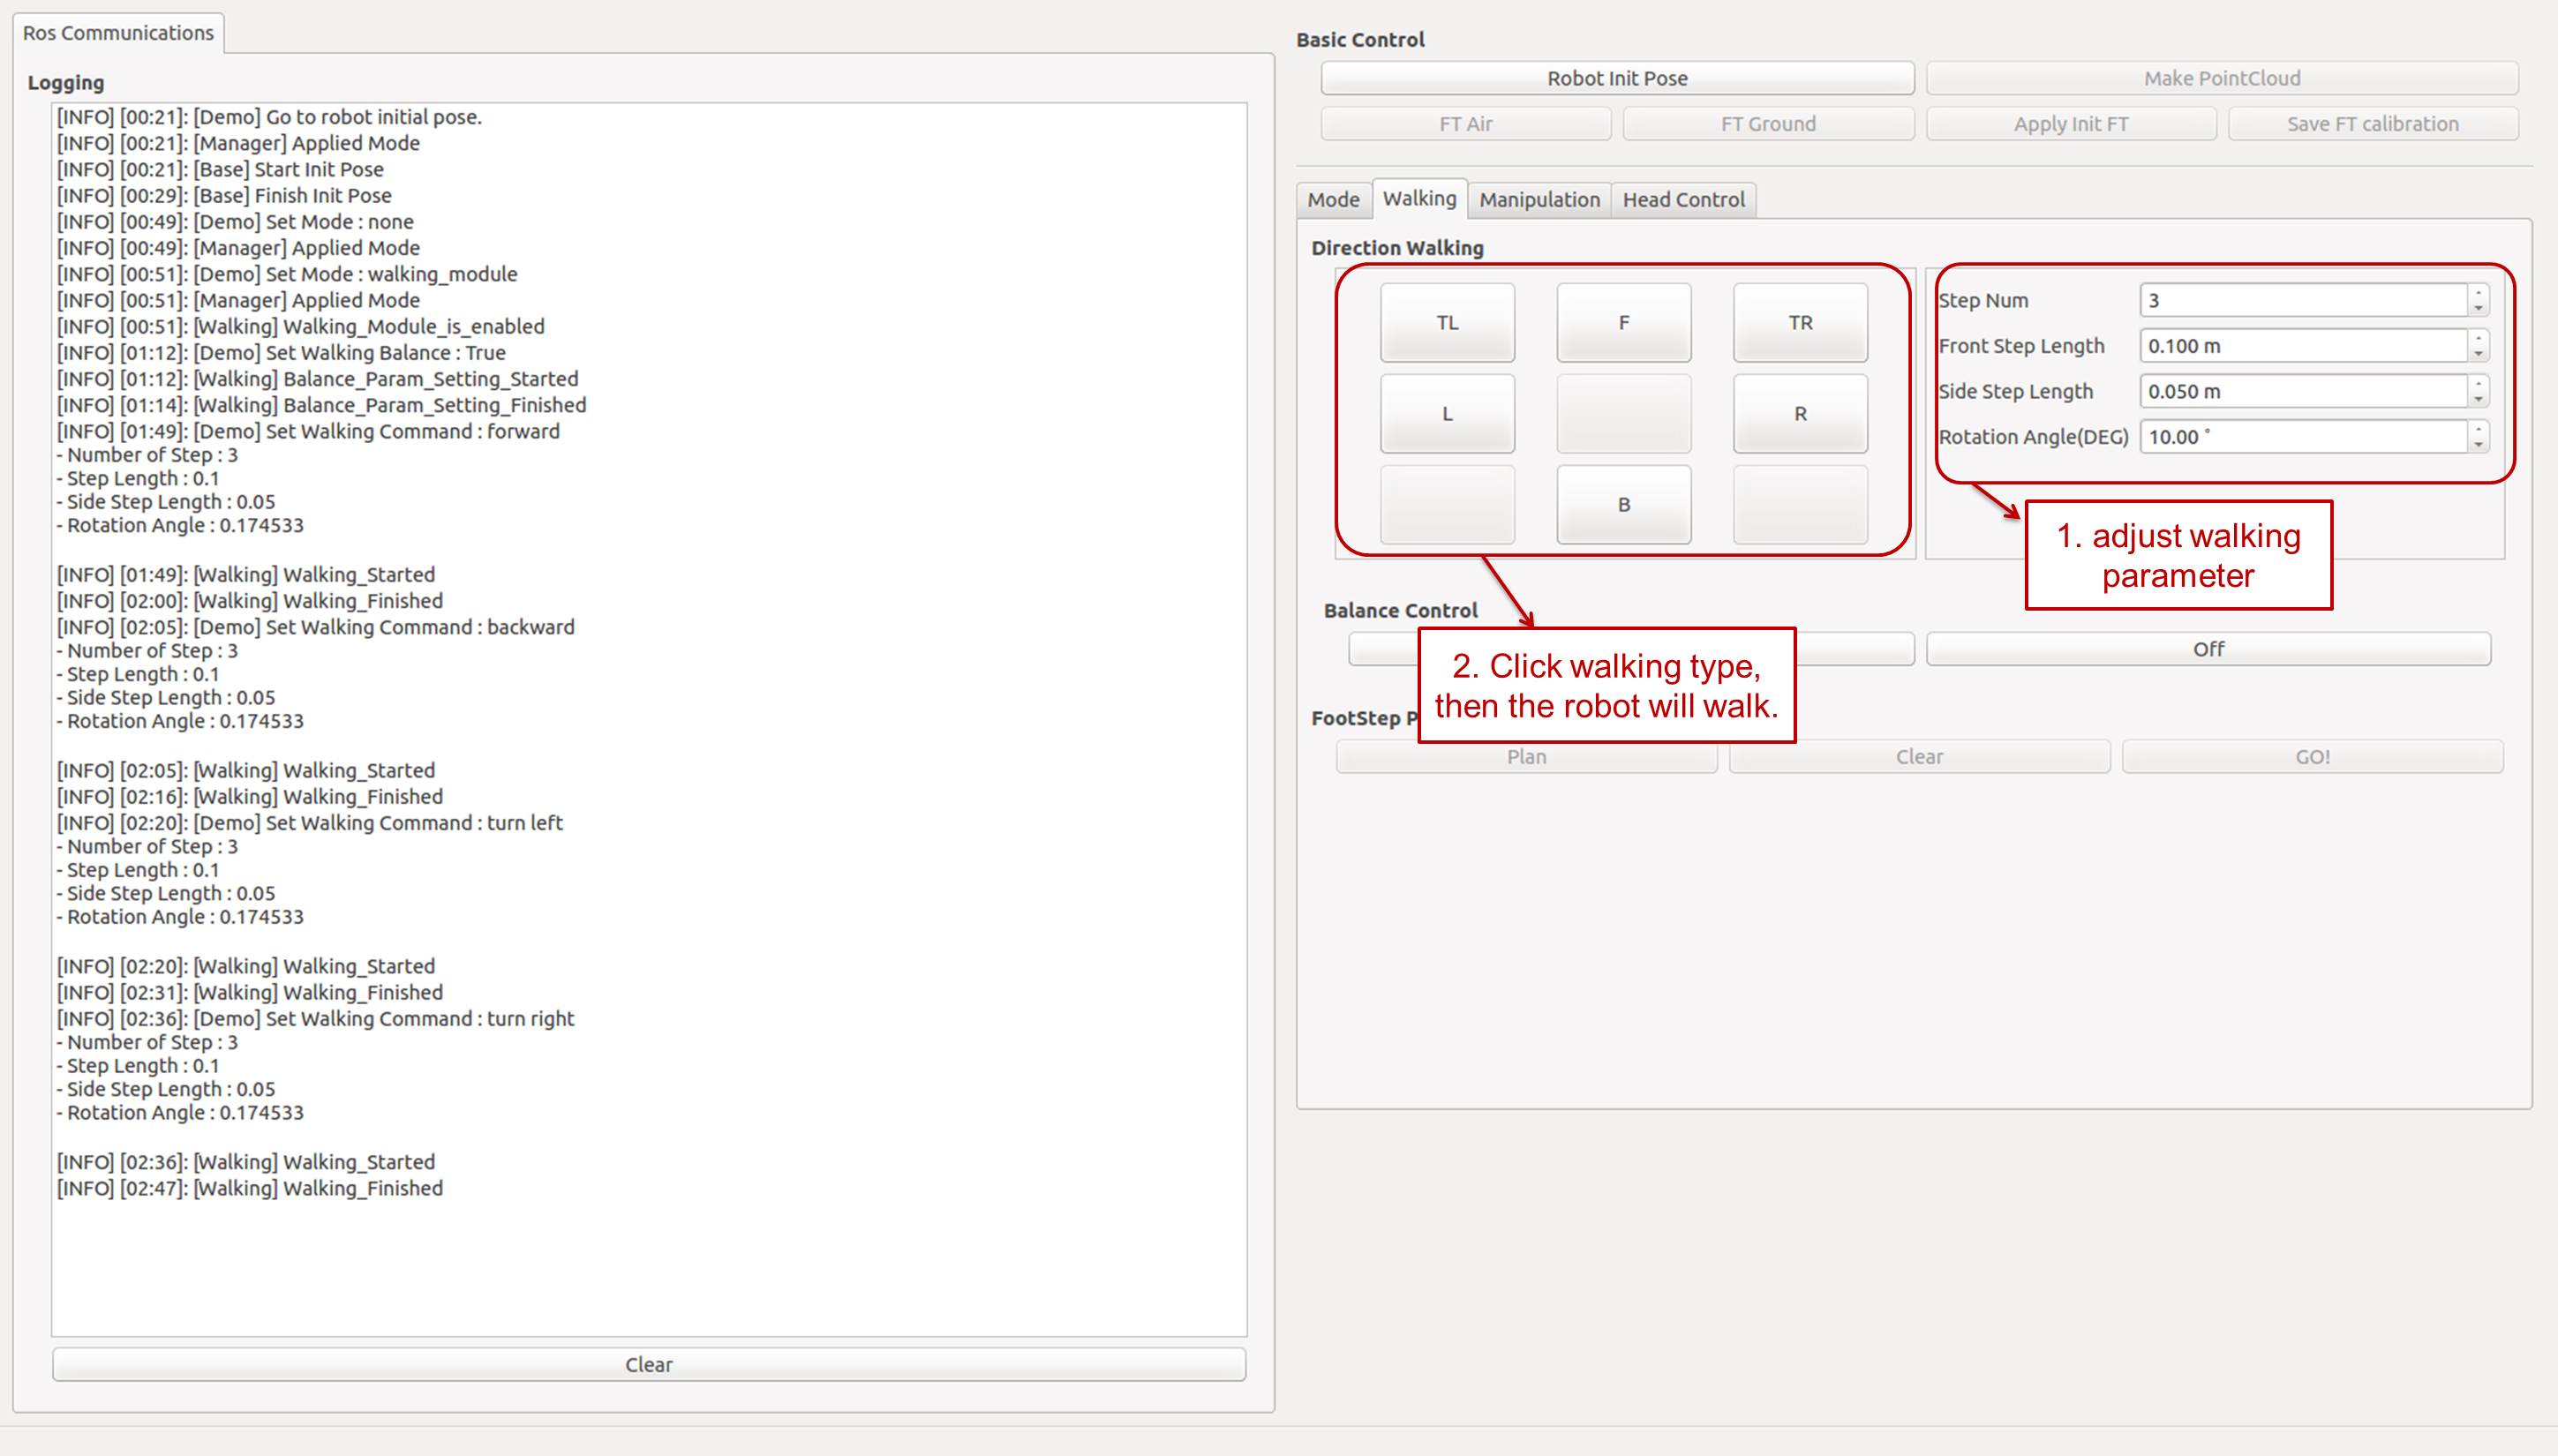 Ros Communications
Logging
[INFO] [00:21]: [Demo] Go to robot initial pose.
[INFO] [00:21]: [Manager] Applied Mode
[INFO] [00:21]: [Base] Start Init Pose
[INFO] [00:29]: [Base] Finish Init Pose
[INFO] [00:49]: [Demo] Set Mode : none
[INFO] [00:49]: [Manager] Applied Mode
[INFO] [00:51]: [Demo] Set Mode : walking_module
[INFO] [00:51]: [Manager] Applied Mode
[INFO] [00:51]: [Walking] Walking_Module_is_enabled
[INFO] [01:12]: [Demo] Set Walking Balance : True
[INFO] [01:12]: [Walking] Balance_Param_Setting_Started
[INFO] [01:14]: [Walking] Balance_Param_Setting_Finished
[INFO] [01:49]: [Demo] Set Walking Command : forward
- Number of Step : 3
- Step Length : 0.1
- Side Step Length : 0.05
- Rotation Angle : 0.174533
[INFO] [01:49]: [Walking] Walking_Started
[INFO] [02:00]: [Walking] Walking_Finished
[INFO] [02:05]: [Demo] Set Walking Command : backward
- Number of Step : 3
- Step Length : 0.1
- Side Step Length : 0.05
- Rotation Angle : 0.174533
[INFO] [02:05]: [Walking] Walking_Started
[INFO] [02:16]: [Walking] Walking_Finished
[INFO] [02:20]: [Demo] Set Walking Command : turn left
- Number of Step : 3
- Step Length : 0.1
- Side Step Length : 0.05
- Rotation Angle : 0.174533
[INFO] [02:20]: [Walking] Walking_Started
[INFO] [02:31]: [Walking] Walking_Finished
[INFO] [02:36]: [Demo] Set Walking Command : turn right
- Number of Step : 3
- Step Length : 0.1
- Side Step Length : 0.05
- Rotation Angle : 0.174533
[INFO] [02:36]: [Walking] Walking_Started
[INFO] [02:47]: [Walking] Walking_Finished
Clear
Basic Control
Robot Init Pose
Make PointCloud
FT Air
FT Ground
Apply Init FT
Save FT calibration
Mode
Walking
Manipulation
Head Control
Direction Walking
TL
F
TR
L
R
B
Step Num 3
Front Step Length 0.100 m
Side Step Length 0.050 m
Rotation Angle(DEG) 10.00 °
1. adjust walking
parameter
Balance Control
Off
2. Click walking type,
then the robot will walk.
FootStep P
Plan
Clear
GO!